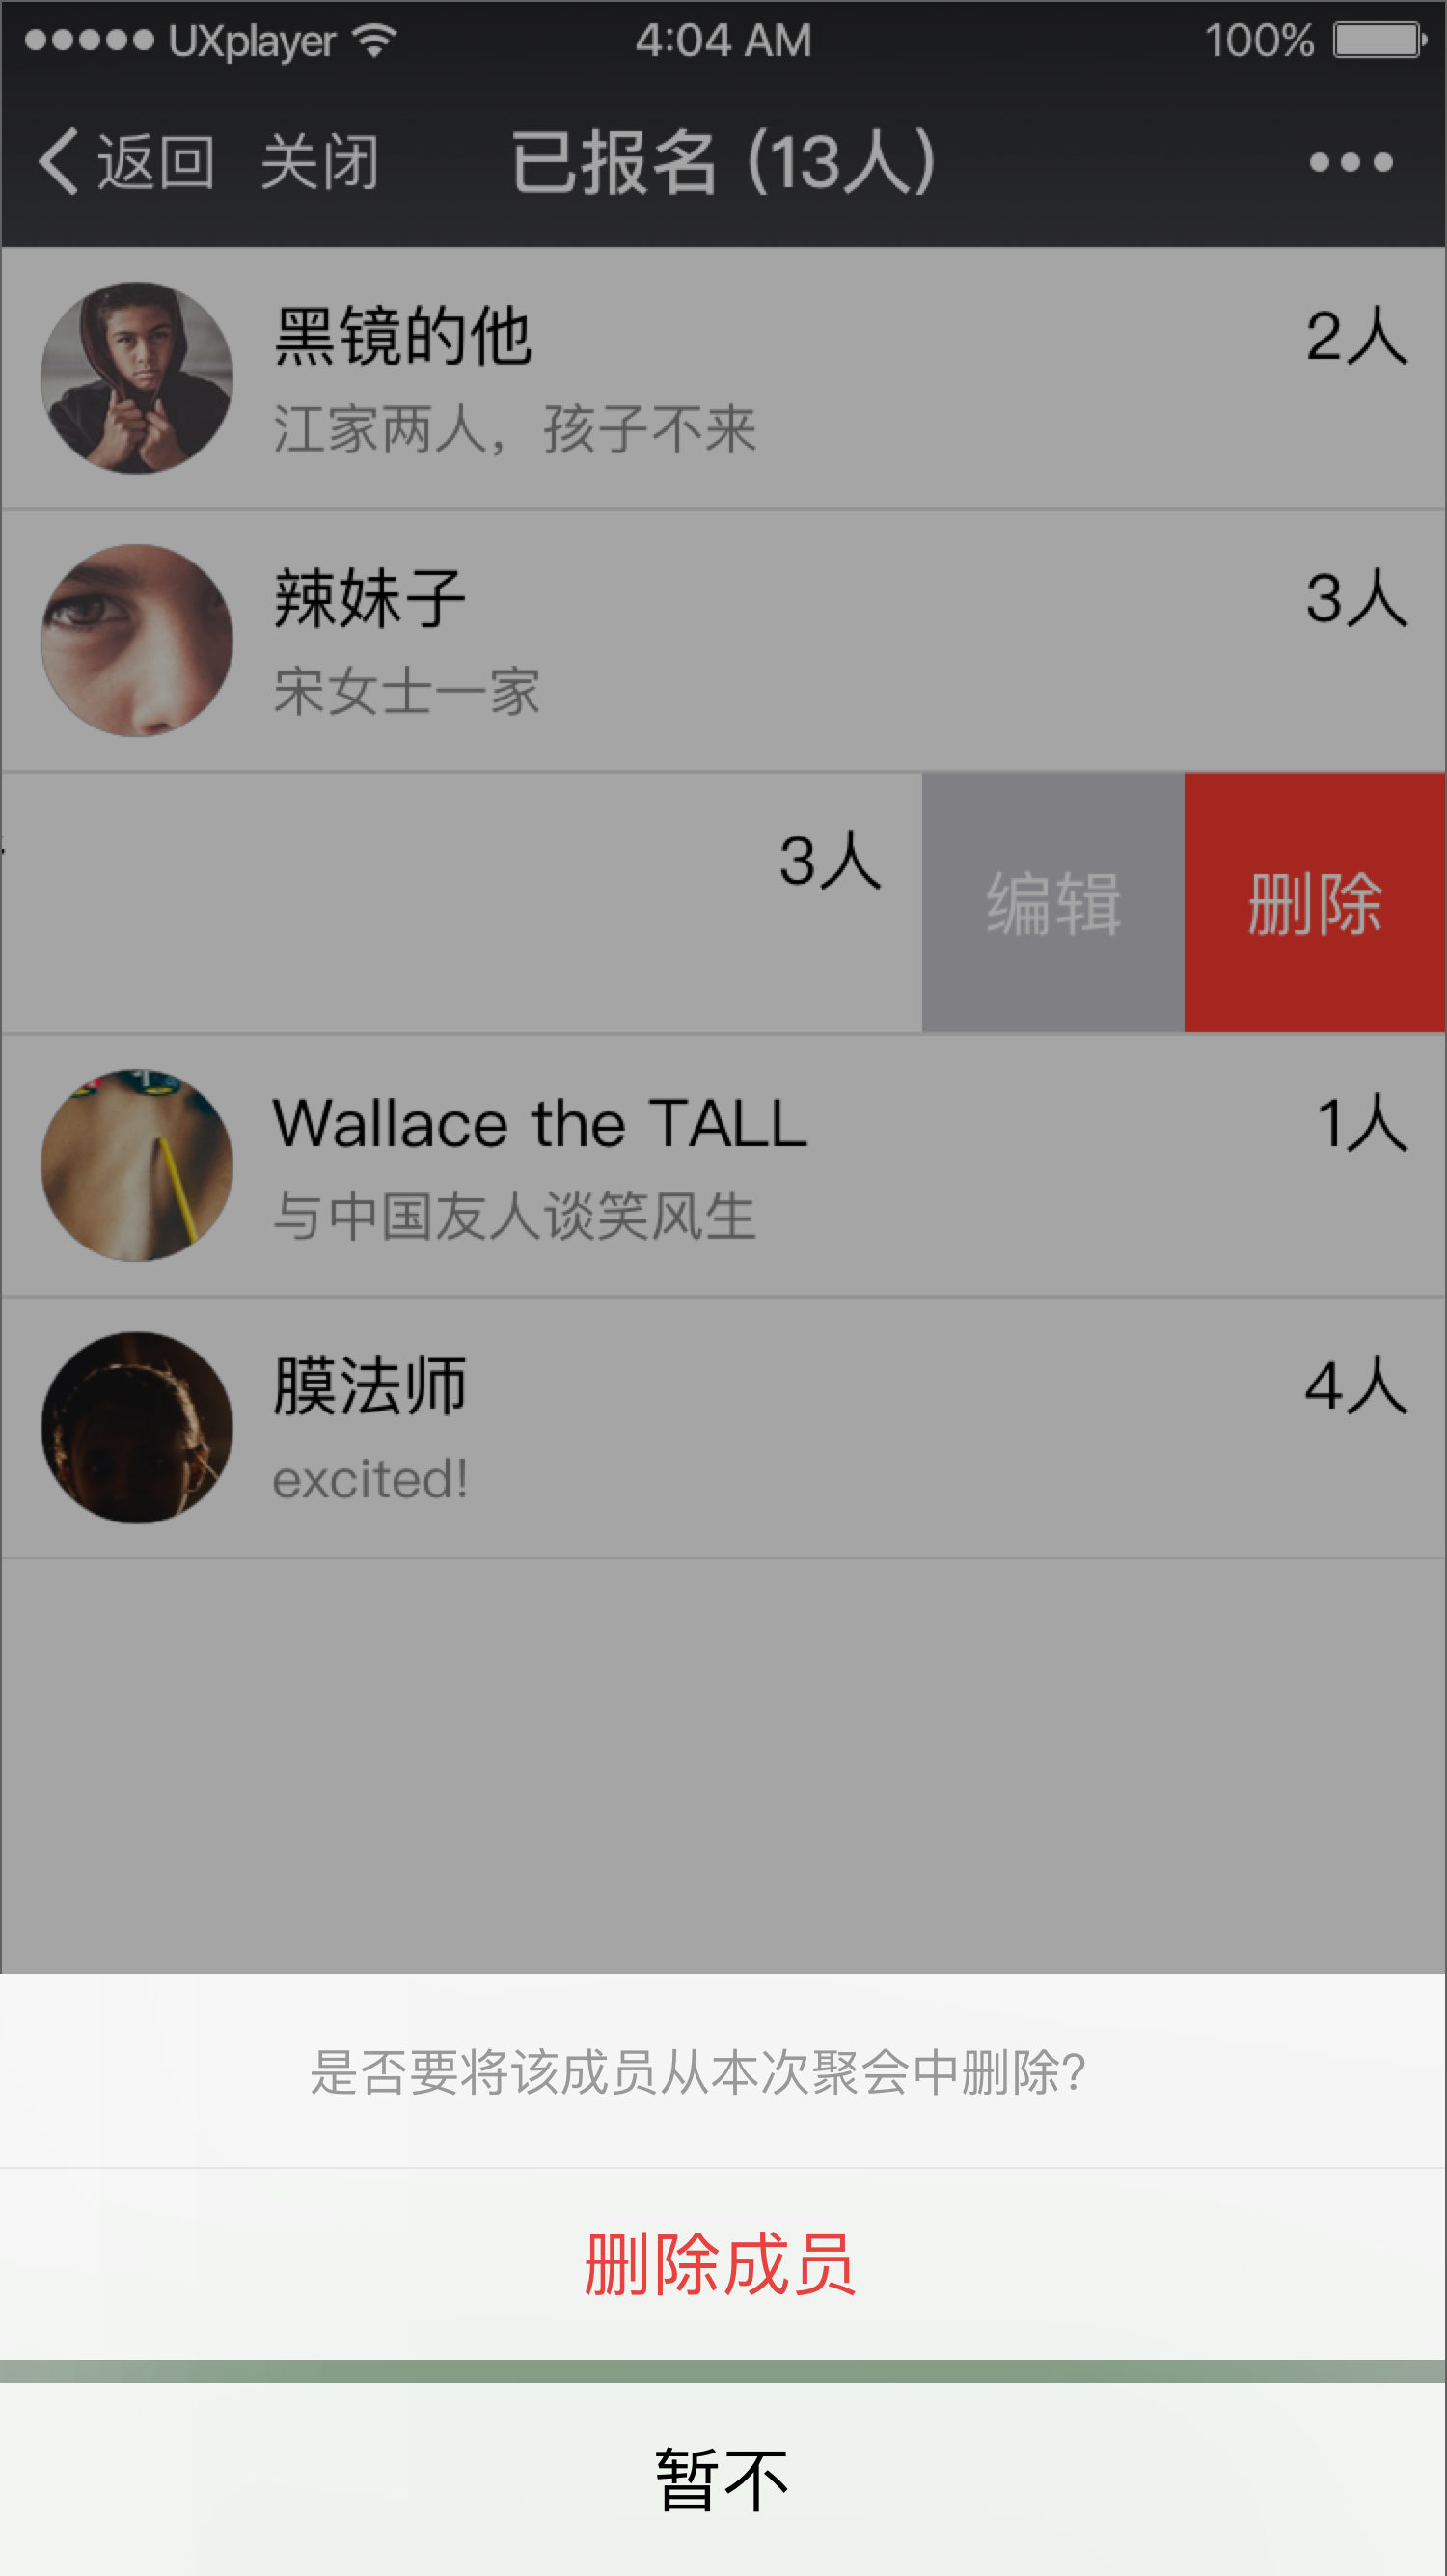 UXplayer 4:04 AM 100%
返回 关闭 已报名 (13人)
黑镜的他 2人
江家两人，孩子不来
辣妹子 3人
宋女士一家
3人 编辑 删除
Wallace the TALL 1人
与中国友人谈笑风生
膜法师 4人
excited!
是否要将该成员从本次聚会中删除?
删除成员
暂不